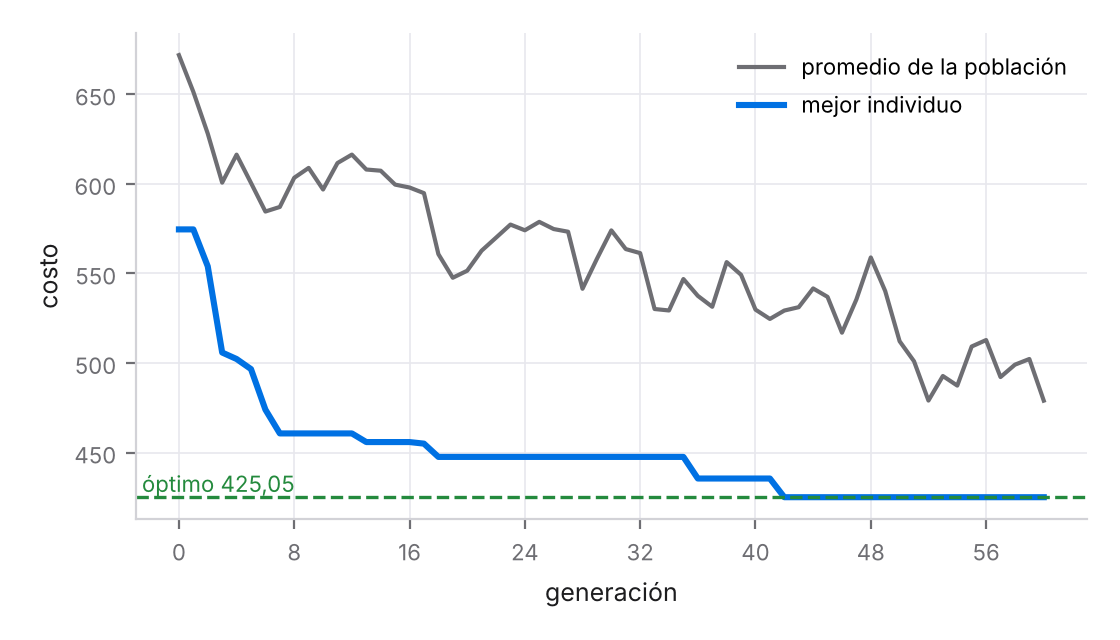 promedio de la población
mejor individuo
650
600
550
500
450
costo
óptimo 425,05
0 8 16 24 32 40 48 56
generación